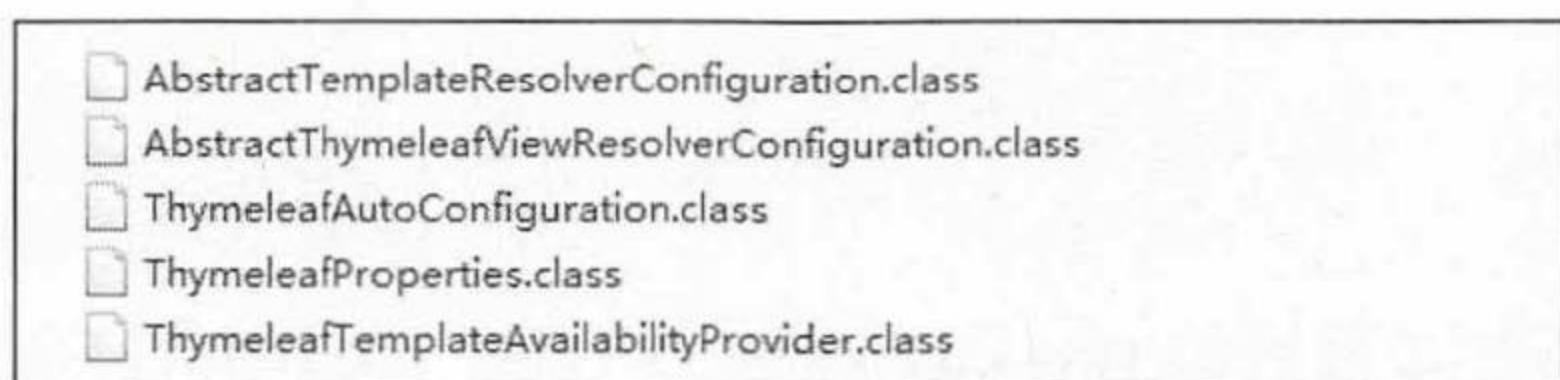 AbstractTemplateResolverConfiguration.class
AbstractThymeleafViewResolverConfiguration.class
ThymeleafAutoConfiguration.class
ThymeleafProperties.class
ThymeleafTemplateAvailabilityProvider.class